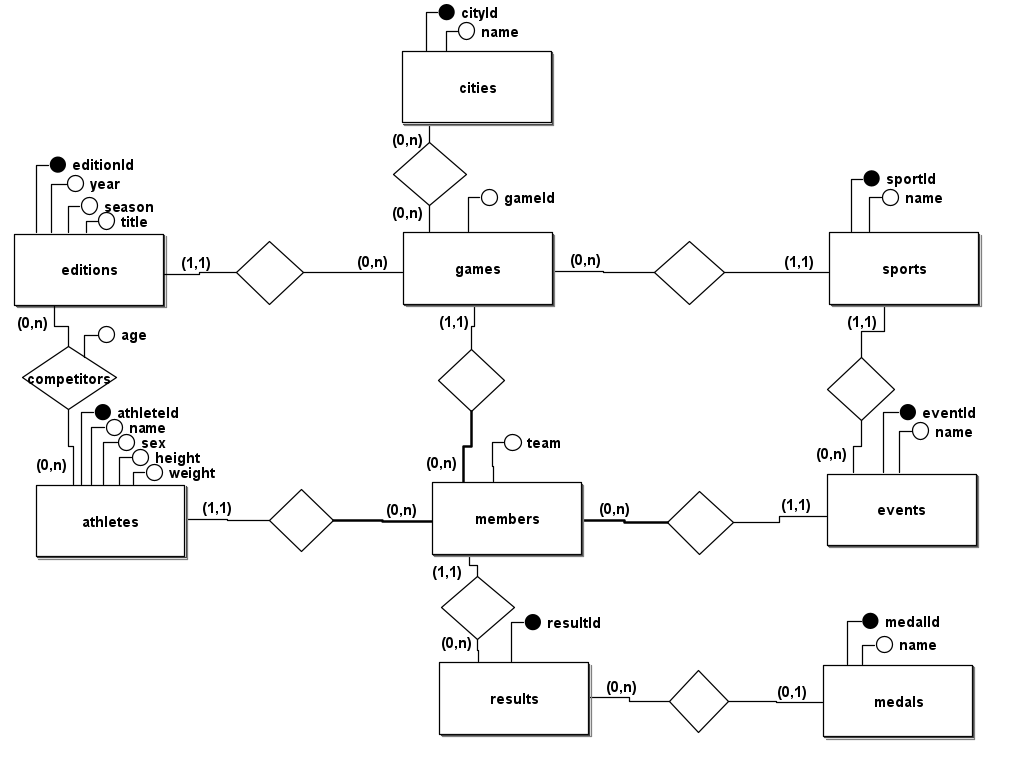 cityId
name
cities
(0,n)
(0,n)
editionId
year
season
title
editions
(1,1)
(0,n)
gameId
games
(0,n)
(1,1)
sportId
name
sports
(0,n)
age
competitors
(1,1)
(1,1)
athleteId
name
sex
height
weight
(0,n)
athletes
(1,1)
(0,n)
(0,n)
team
members
(0,n)
(1,1)
eventId
name
(0,n)
events
(1,1)
(0,n)
resultId
results
(0,n)
(0,1)
medalId
name
medals